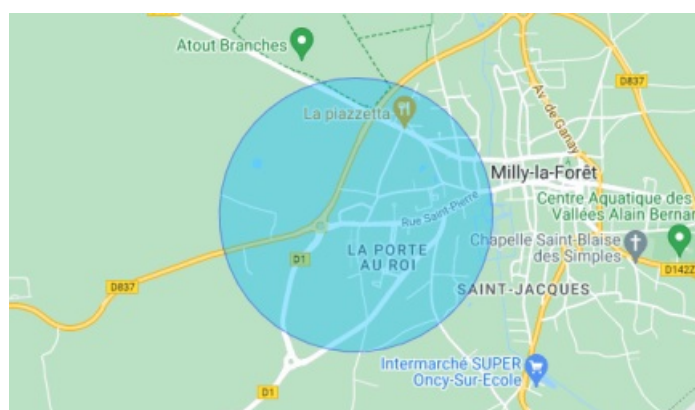 Atout Branches
D837
Av. de Ganay
La piazzetta
Milly-la-Forêt
Centre Aquatique des
Vallées Alain Bernar
Rue Saint-Pierre
Chapelle Saint-Blaise
des Simples
LA PORTE
AU ROI
D1
D142Z
D837
SAINT-JACQUES
Intermarché SUPER
Oncy-Sur-Ecole
D1